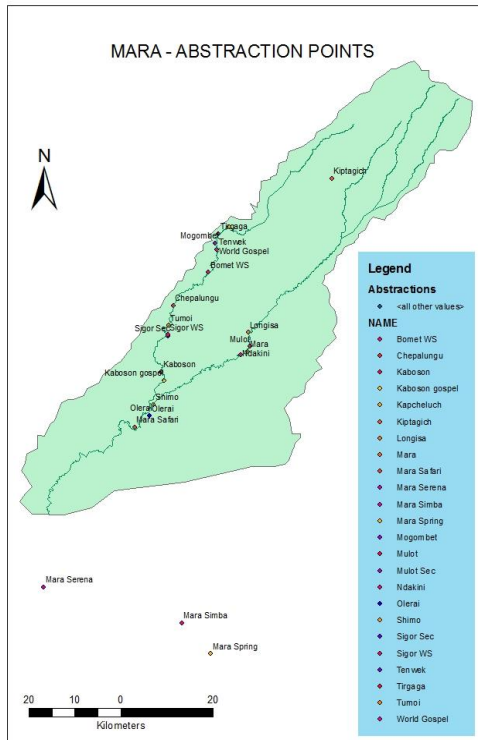 MARA - ABSTRACTION POINTS
N
Kiptagich
Tirgaga
Mogombet
Tenwek
World Gospel
Bomet WS
Chepalungu
Tumoi
Sigor Sec
Sigor WS
Longisa
Mulot
Mara
Ndakini
Kaboson
Kaboson gospel
Shimo
Olerai
Olerai
Mara Safari
Mara Serena
Mara Simba
Mara Spring
20 10 0 20
Kilometers
Legend
Abstractions
<all other values>
NAME
Bomet WS
Chepalungu
Kaboson
Kaboson gospel
Kapcheluch
Kiptagich
Longisa
Mara
Mara Safari
Mara Serena
Mara Simba
Mara Spring
Mogombet
Mulot
Mulot Sec
Ndakini
Olerai
Shimo
Sigor Sec
Sigor WS
Tenwek
Tirgaga
Tumoi
World Gospel